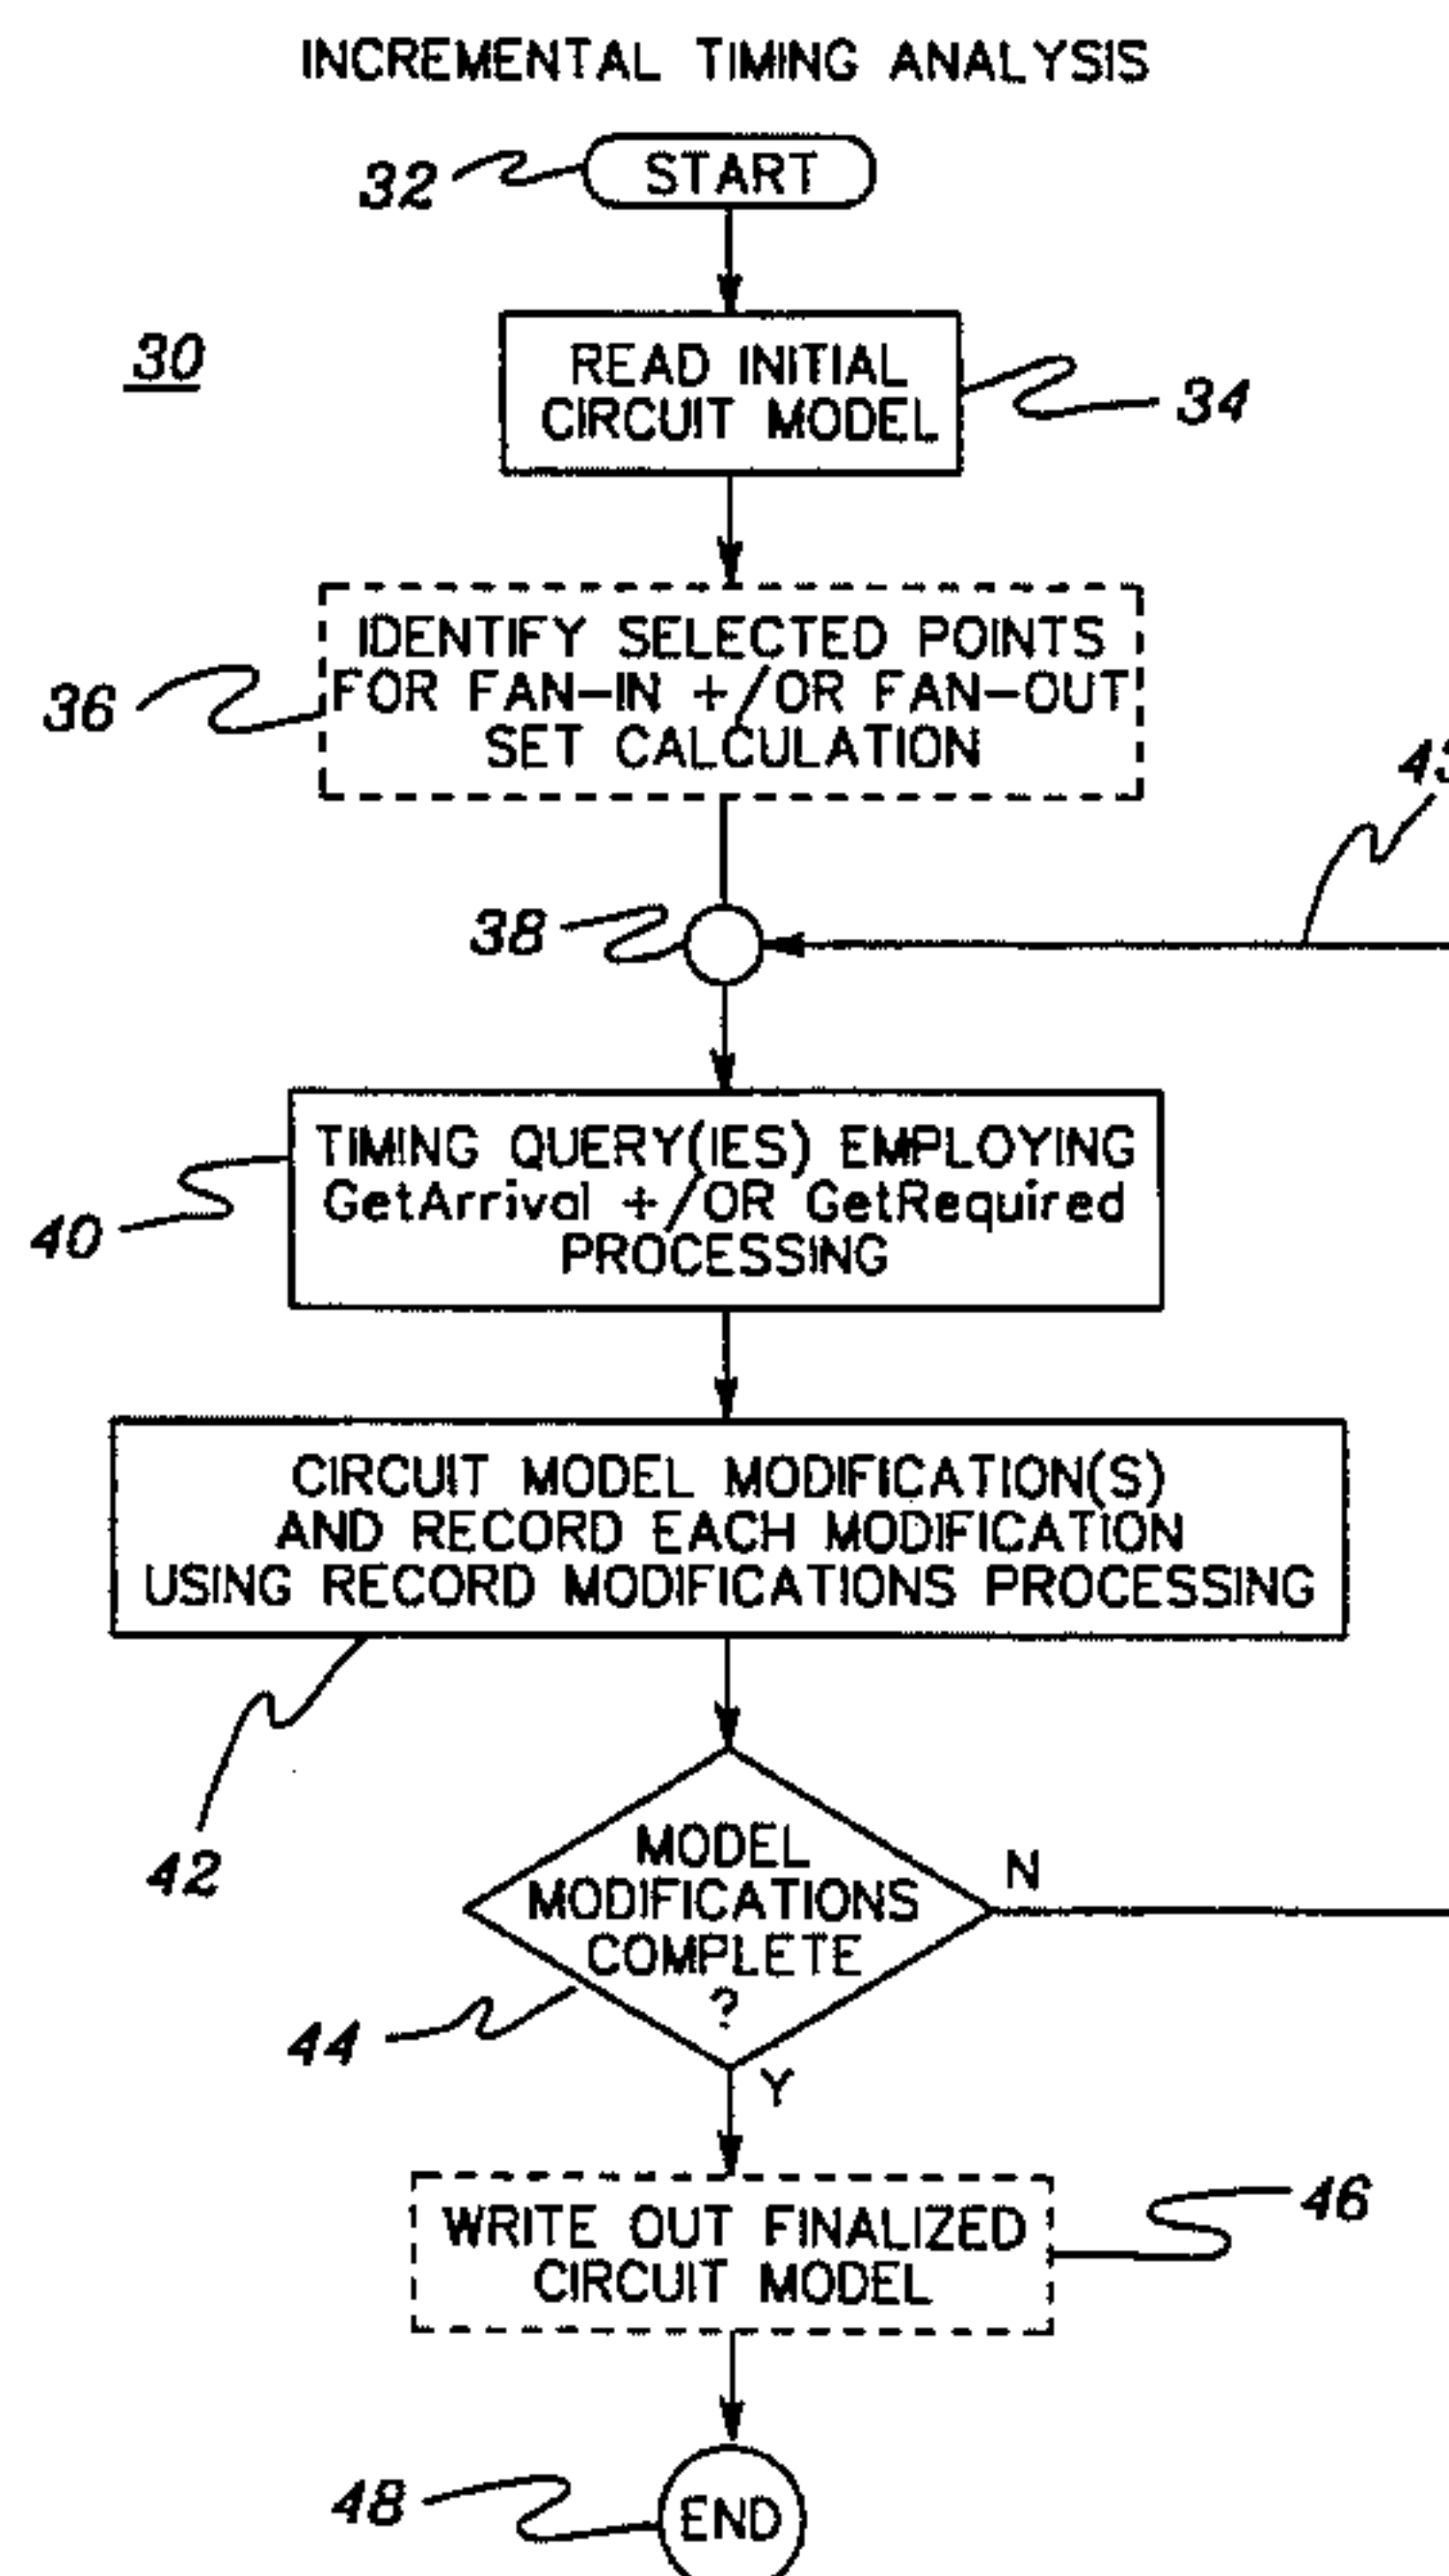 INCREMENTAL TIMING ANALYSIS
32
START
30
READ INITIAL
CIRCUIT MODEL
34
IDENTIFY SELECTED POINTS
FOR FAN-IN +/OR FAN-OUT
SET CALCULATION
36
43
38
TIMING QUERY(IES) EMPLOYING
GetArrival +/OR GetRequired
PROCESSING
40
CIRCUIT MODEL MODIFICATION(S)
AND RECORD EACH MODIFICATION
USING RECORD MODIFICATIONS PROCESSING
42
MODEL
MODIFICATIONS
COMPLETE
?
N
44
Y
WRITE OUT FINALIZED
CIRCUIT MODEL
46
48
END